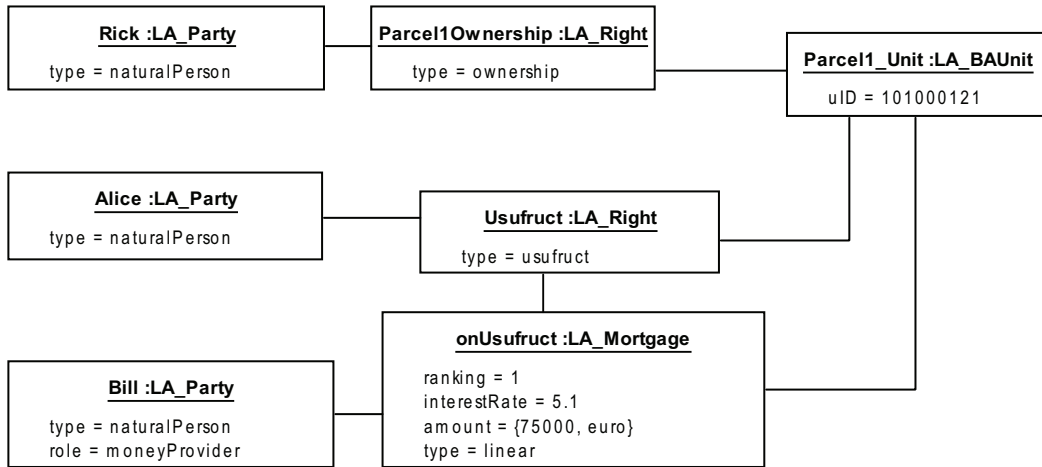 Rick :LA_Party
type = naturalPerson
Parcel1Ownership :LA_Right
type = ownership
Parcel1_Unit :LA_BAUnit
uID = 101000121
Alice :LA_Party
type = naturalPerson
Usufruct :LA_Right
type = usufruct
onUsufruct :LA_Mortgage
ranking = 1
interestRate = 5.1
amount = {75000, euro}
type = linear
Bill :LA_Party
type = naturalPerson
role = moneyProvider